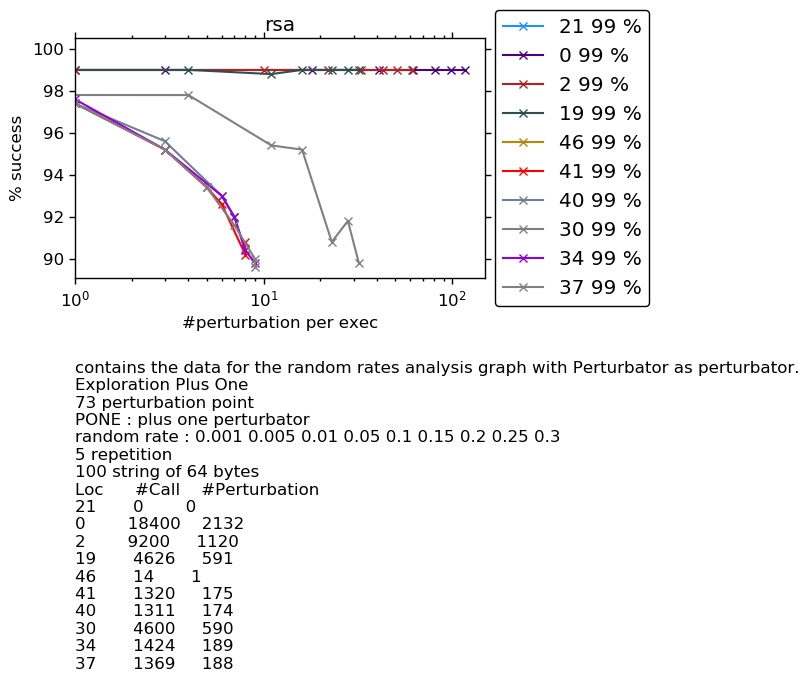 rsa
100
98
96
94
92
90
% success
10⁰ 10¹ 10²
#perturbation per exec
21 99 %
0 99 %
2 99 %
19 99 %
46 99 %
41 99 %
40 99 %
30 99 %
34 99 %
37 99 %
contains the data for the random rates analysis graph with Perturbator as perturbator.
Exploration Plus One
73 perturbation point
PONE : plus one perturbator
random rate : 0.001 0.005 0.01 0.05 0.1 0.15 0.2 0.25 0.3
5 repetition
100 string of 64 bytes
Loc #Call #Perturbation
21 0 0
0 18400 2132
2 9200 1120
19 4626 591
46 14 1
41 1320 175
40 1311 174
30 4600 590
34 1424 189
37 1369 188